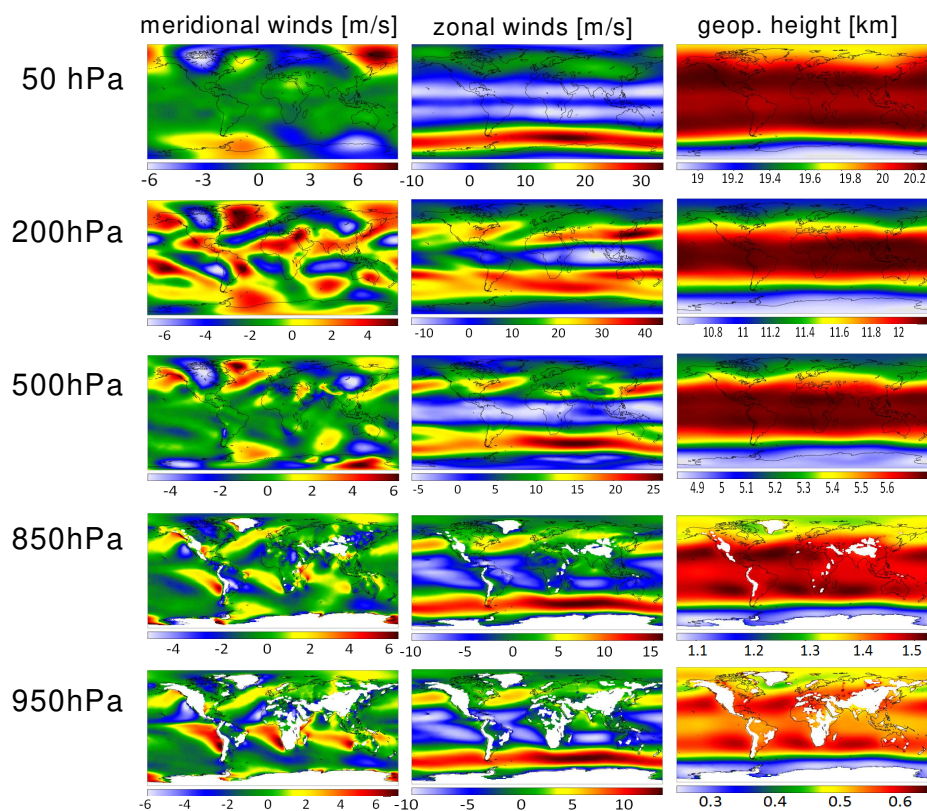 meridional winds [m/s] zonal winds [m/s] geop. height [km]
50 hPa
-6 -3 0 3 6 -10 0 10 20 30 19 19.2 19.4 19.6 19.8 20 20.2
200hPa
-6 -4 -2 0 2 4 -10 0 10 20 30 40 10.8 11 11.2 11.4 11.6 11.8 12
500hPa
-4 -2 0 2 4 6 -5 0 5 10 15 20 25 4.9 5 5.1 5.2 5.3 5.4 5.5 5.6
850hPa
-4 -2 0 2 4 6 -10 -5 0 5 10 15 1.1 1.2 1.3 1.4 1.5
950hPa
-6 -4 -2 0 2 4 6 -10 -5 0 5 10 0.3 0.4 0.5 0.6